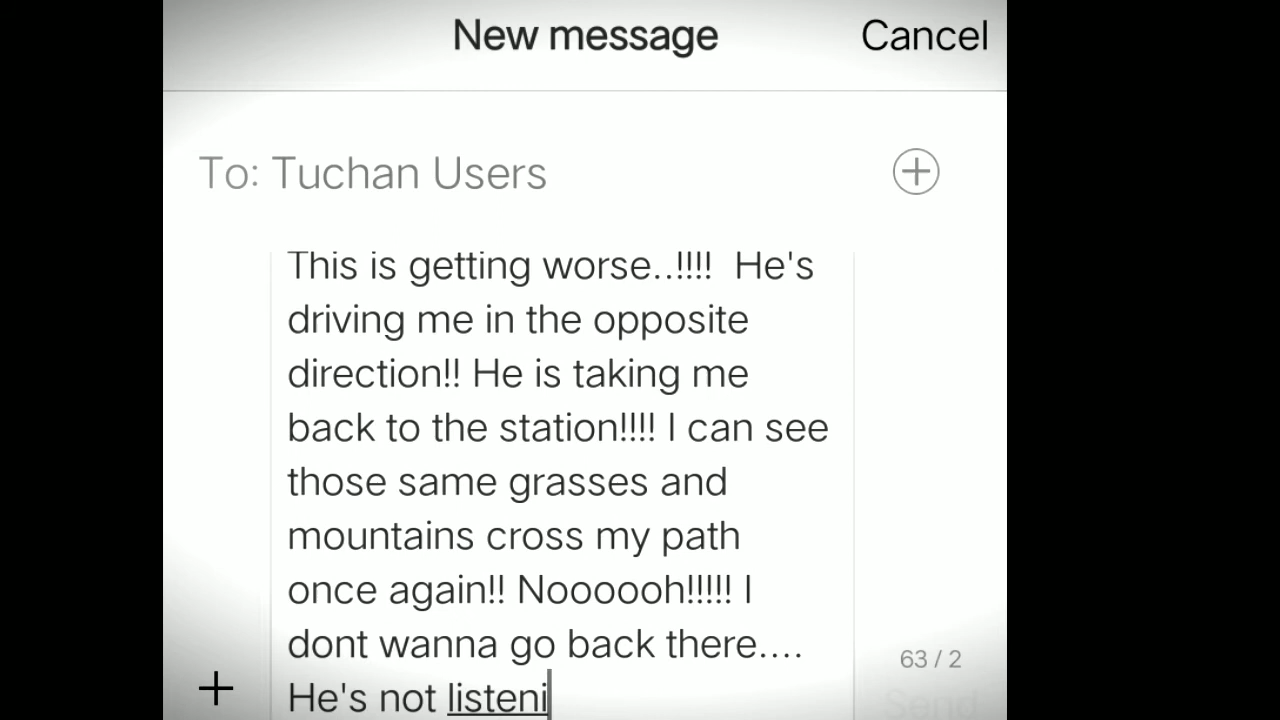 New message
Cancel
To: Tuchan Users
This is getting worse..!!!!  He's
driving me in the opposite
direction!! He is taking me
back to the station!!!! I can see
those same grasses and
mountains cross my path
once again!! Noooooh!!!!! I
dont wanna go back there....
He's not listeni
63 / 2
Send